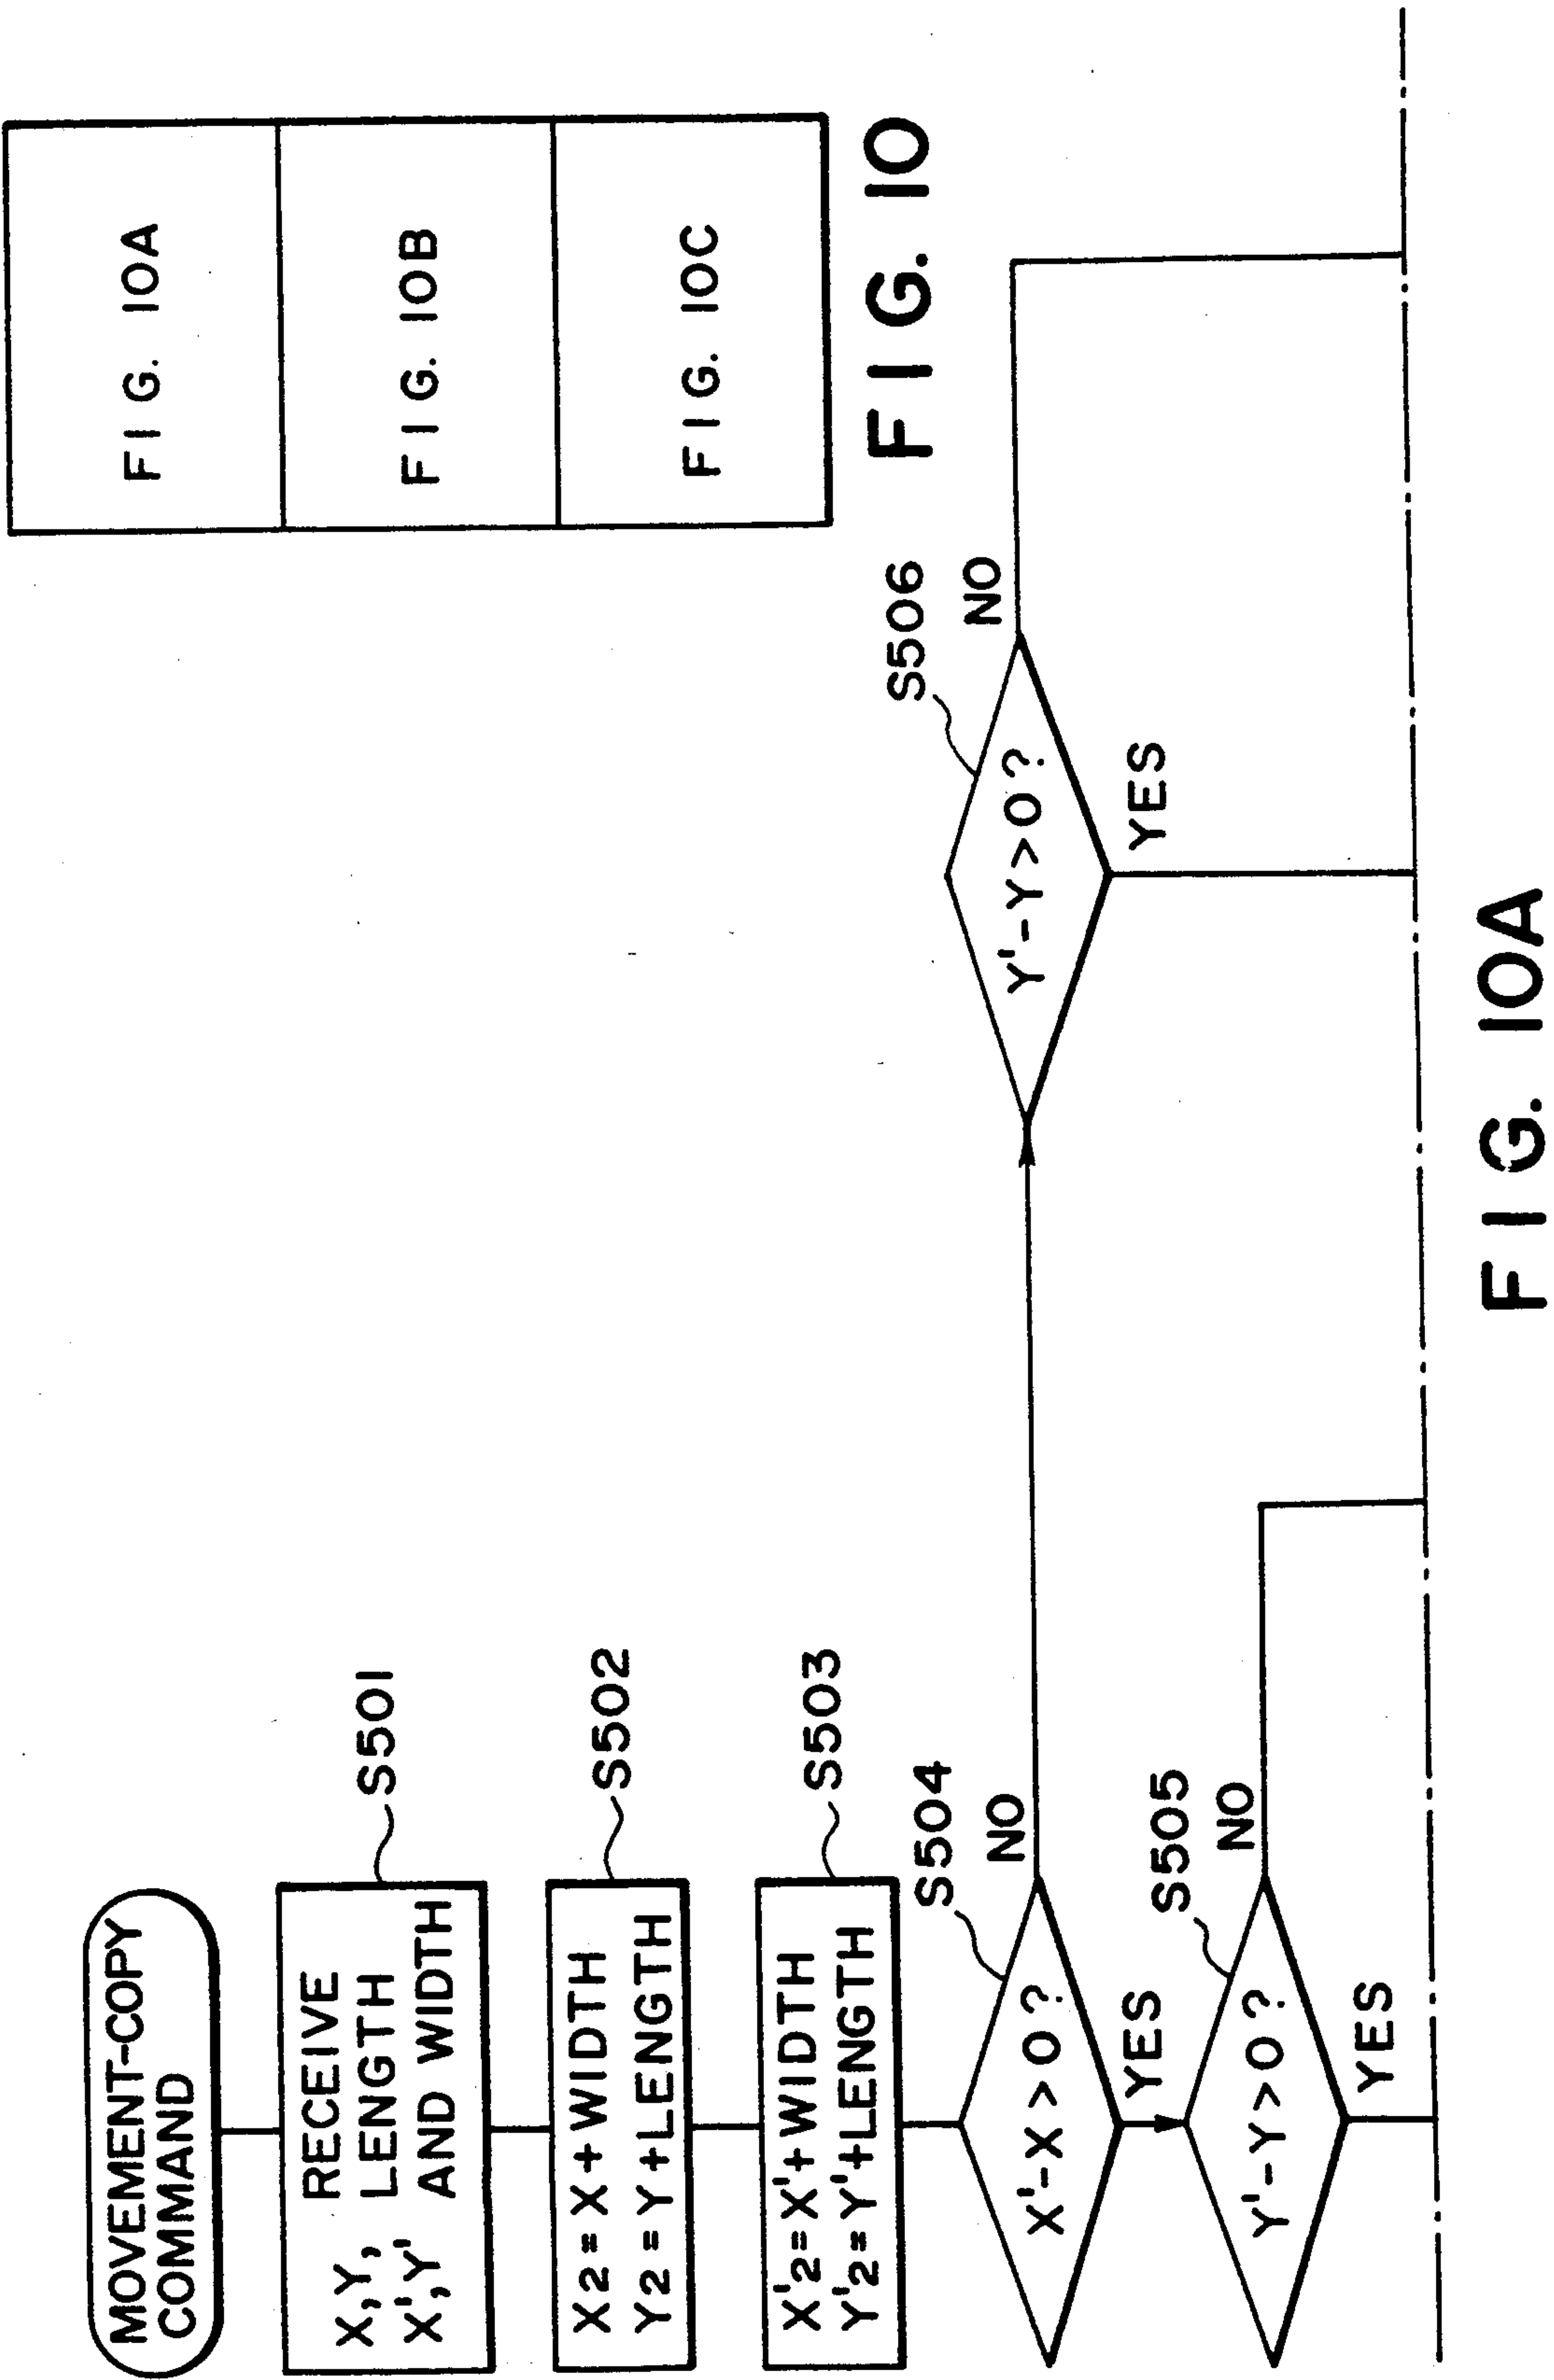 MOVEMENT-COPY
COMMAND
RECEIVE
X,Y, LENGTH
X',Y' AND WIDTH
S501
X2=X+WIDTH
Y2=Y+LENGTH
S502
X'2=X'+WIDTH
Y'2=Y'+LENGTH
S503
S504
X'-X>0?
NO
YES
S505
Y'-Y>0?
NO
YES
S506
Y'-Y>0?
NO
YES
FIG. 10A
FIG. 10B
FIG. 10C
FIG. 10
FIG. 10A